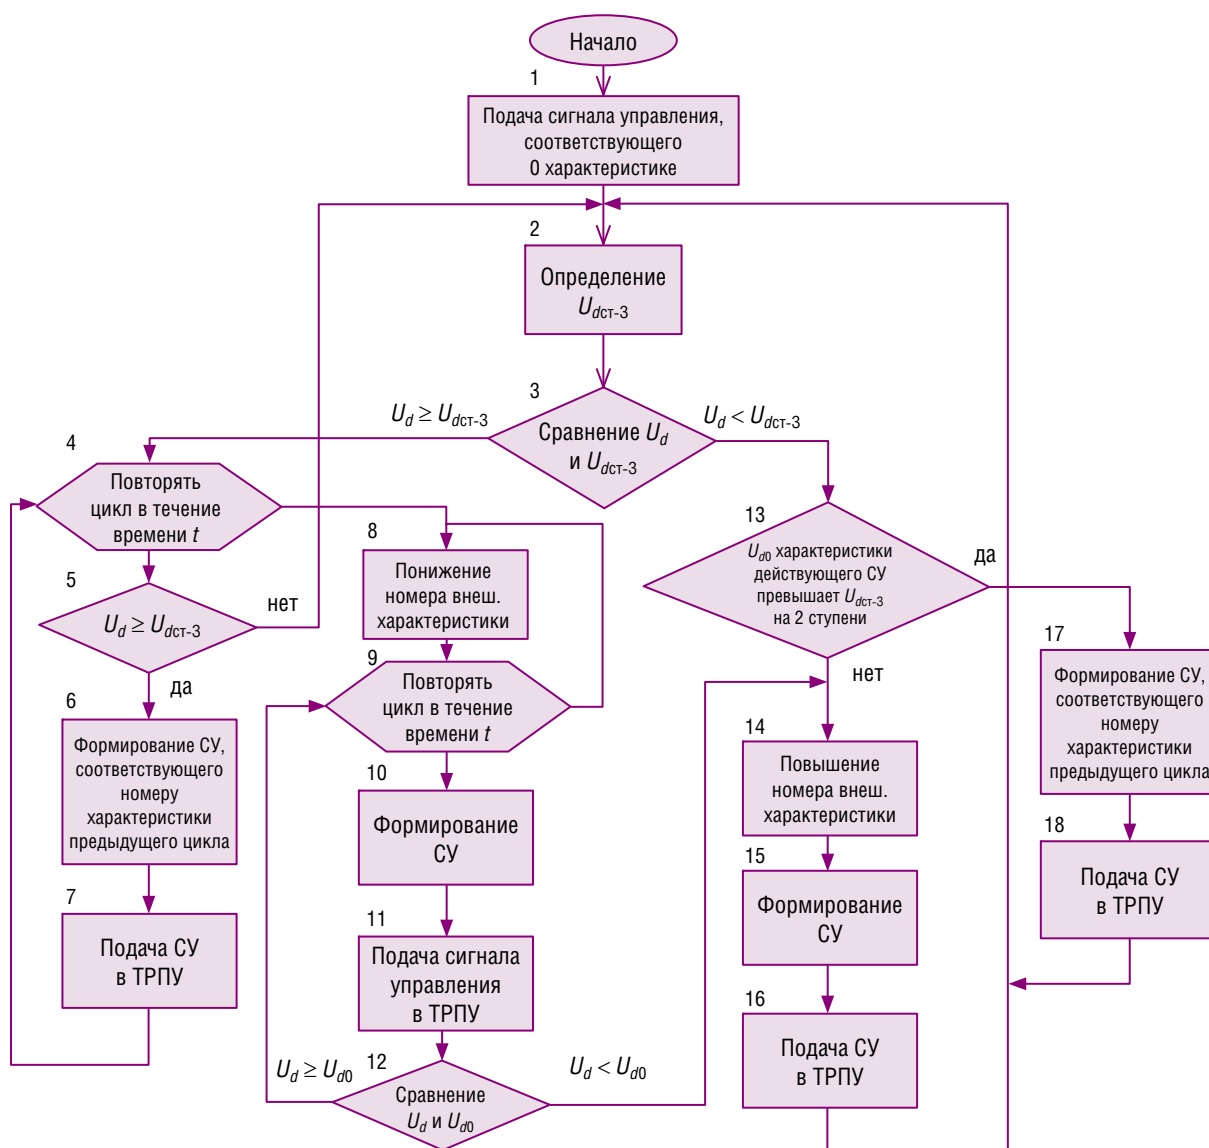 Начало
1
Подача сигнала управления,
соответствующего
0 характеристике
2
Определение
Udст-3
3
Сравнение Ud
и Udст-3
Ud ≥ Udст-3
Ud < Udст-3
4
Повторять
цикл в течение
времени t
5
Ud ≥ Udст-3
нет
да
6
Формирование СУ,
соответствующего
номеру
характеристики
предыдущего цикла
7
Подача СУ
в ТРПУ
8
Понижение
номера внеш.
характеристики
9
Повторять
цикл в течение
времени t
10
Формирование
СУ
11
Подача сигнала
управления
в ТРПУ
12
Сравнение
Ud и Ud0
Ud ≥ Ud0
Ud < Ud0
13
Ud0 характеристики
действующего СУ
превышает Udст-3
на 2 ступени
да
нет
14
Повышение
номера внеш.
характеристики
15
Формирование
СУ
16
Подача СУ
в ТРПУ
17
Формирование СУ,
соответствующего
номеру
характеристики
предыдущего цикла
18
Подача СУ
в ТРПУ